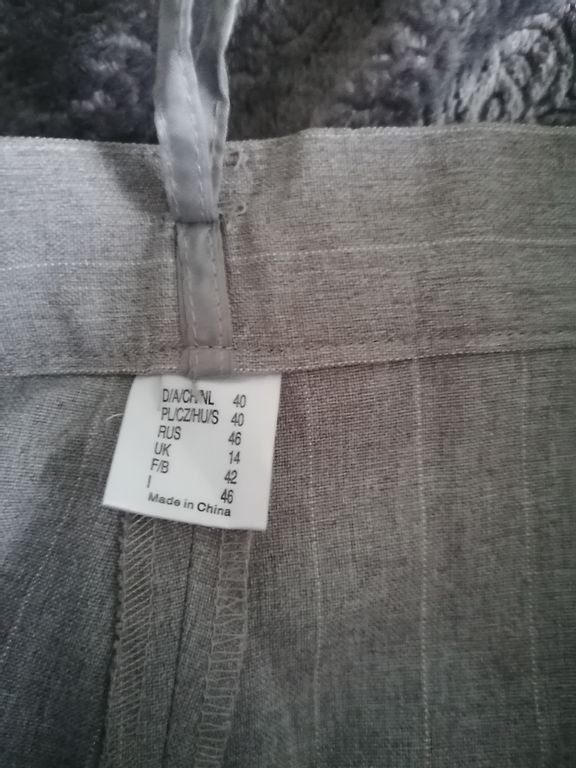 D/A/CH/NL 40
PL/CZ/HU/S 40
RUS 46
UK 14
F/B 42
I 46
Made in China